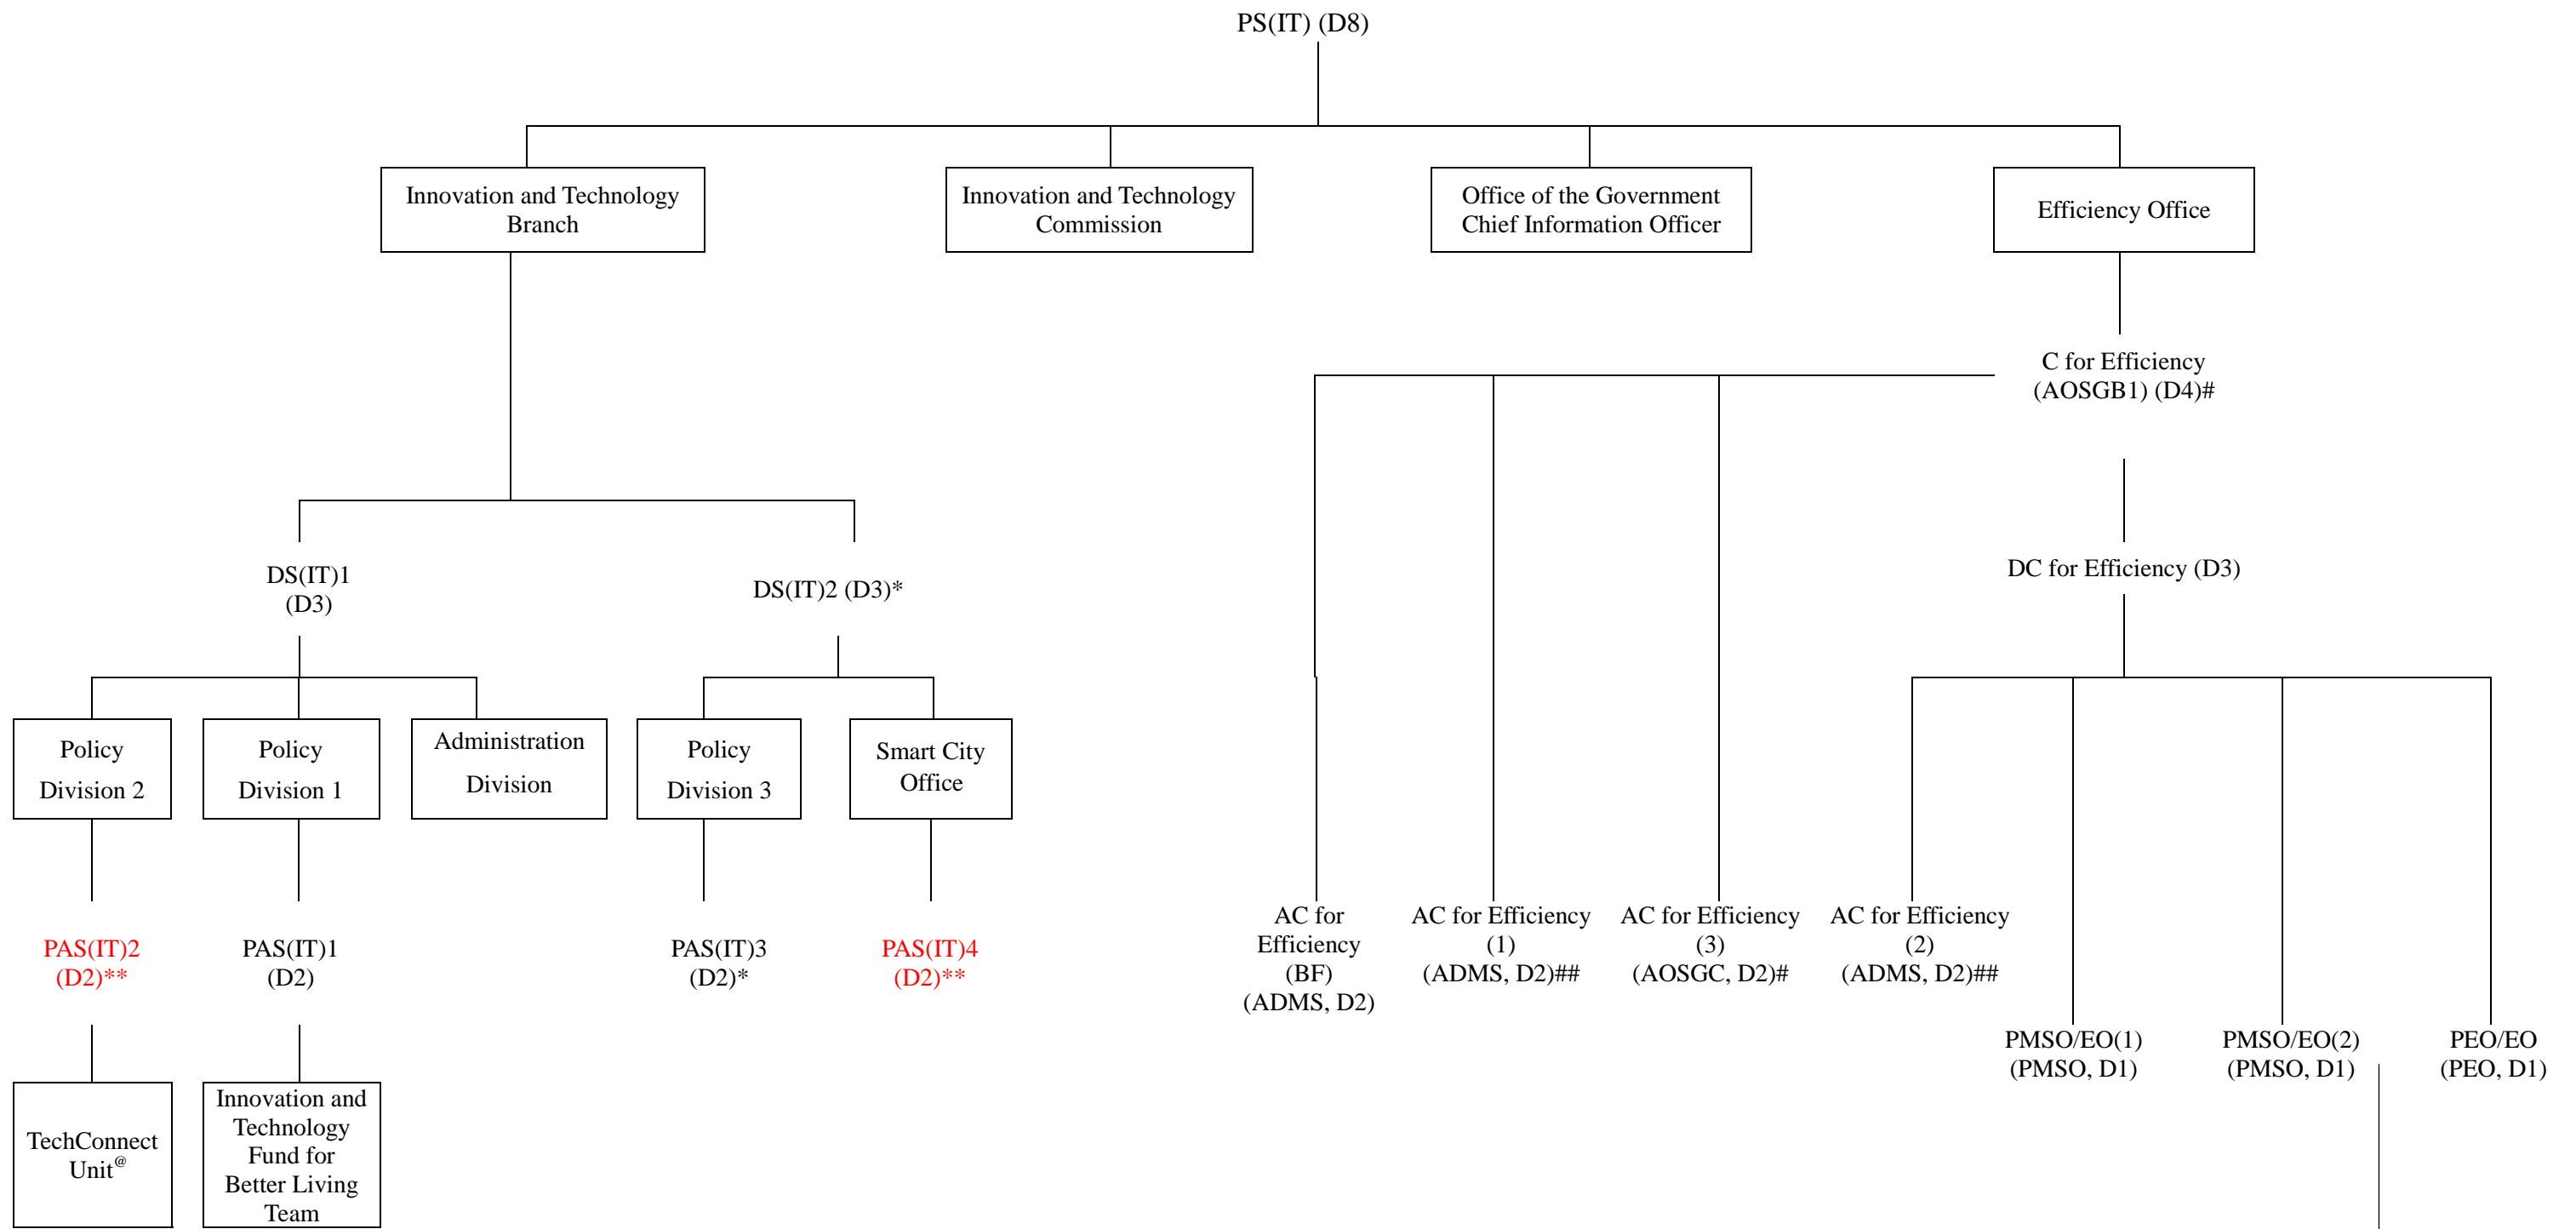 PS(IT) (D8)
Innovation and Technology
Branch
Innovation and Technology
Commission
Office of the Government
Chief Information Officer
Efficiency Office
C for Efficiency
(AOSGB1) (D4)#
DS(IT)1
(D3)
DS(IT)2 (D3)*
DC for Efficiency (D3)
Policy
Division 2
Policy
Division 1
Administration
Division
Policy
Division 3
Smart City
Office
PAS(IT)2
(D2)**
PAS(IT)1
(D2)
PAS(IT)3
(D2)*
PAS(IT)4
(D2)**
AC for
Efficiency
(BF)
(ADMS, D2)
AC for Efficiency
(1)
(ADMS, D2)##
AC for Efficiency
(3)
(AOSGC, D2)#
AC for Efficiency
(2)
(ADMS, D2)##
PMSO/EO(1)
(PMSO, D1)
PMSO/EO(2)
(PMSO, D1)
PEO/EO
(PEO, D1)
TechConnect
Unit@
Innovation and
Technology
Fund for
Better Living
Team